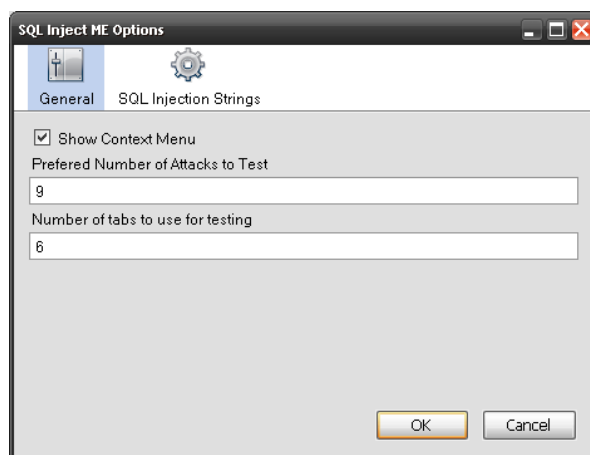 SQL Inject ME Options
General SQL Injection Strings
Show Context Menu
Prefered Number of Attacks to Test
9
Number of tabs to use for testing
6
OK Cancel